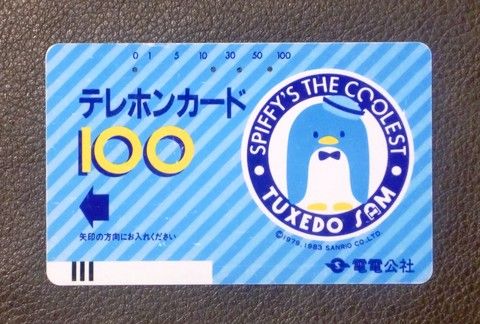 0 1 5 10 30 50 100
テレホンカード
100
SPIFFY'S THE COOLEST
TUXEDO SAM
矢印の方向にお入れください
©1979, 1983 SANRIO CO., LTD.
電電公社